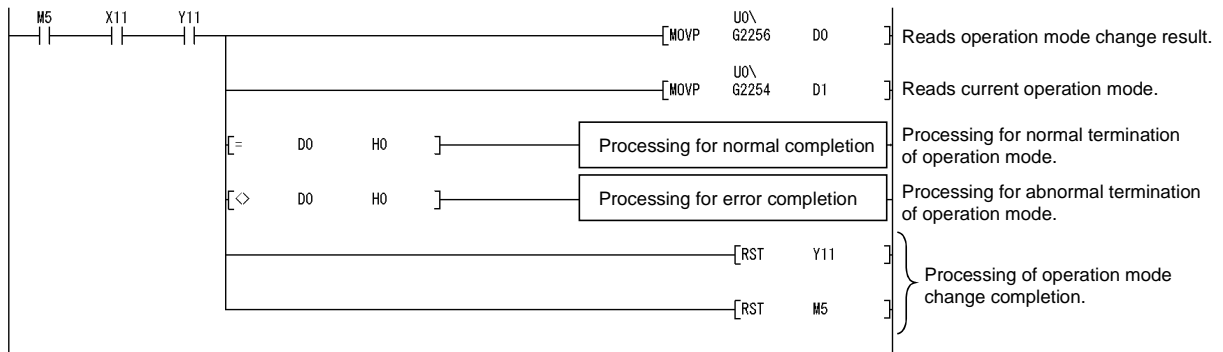 M5 X11 Y11
U0\
[MOVP G2256 D0 ] Reads operation mode change result.
U0\
[MOVP G2254 D1 ] Reads current operation mode.
[= D0 H0 ] Processing for normal completion
Processing for normal termination
of operation mode.
[<> D0 H0 ] Processing for error completion
Processing for abnormal termination
of operation mode.
[RST Y11 ]
[RST M5 ]
Processing of operation mode
change completion.